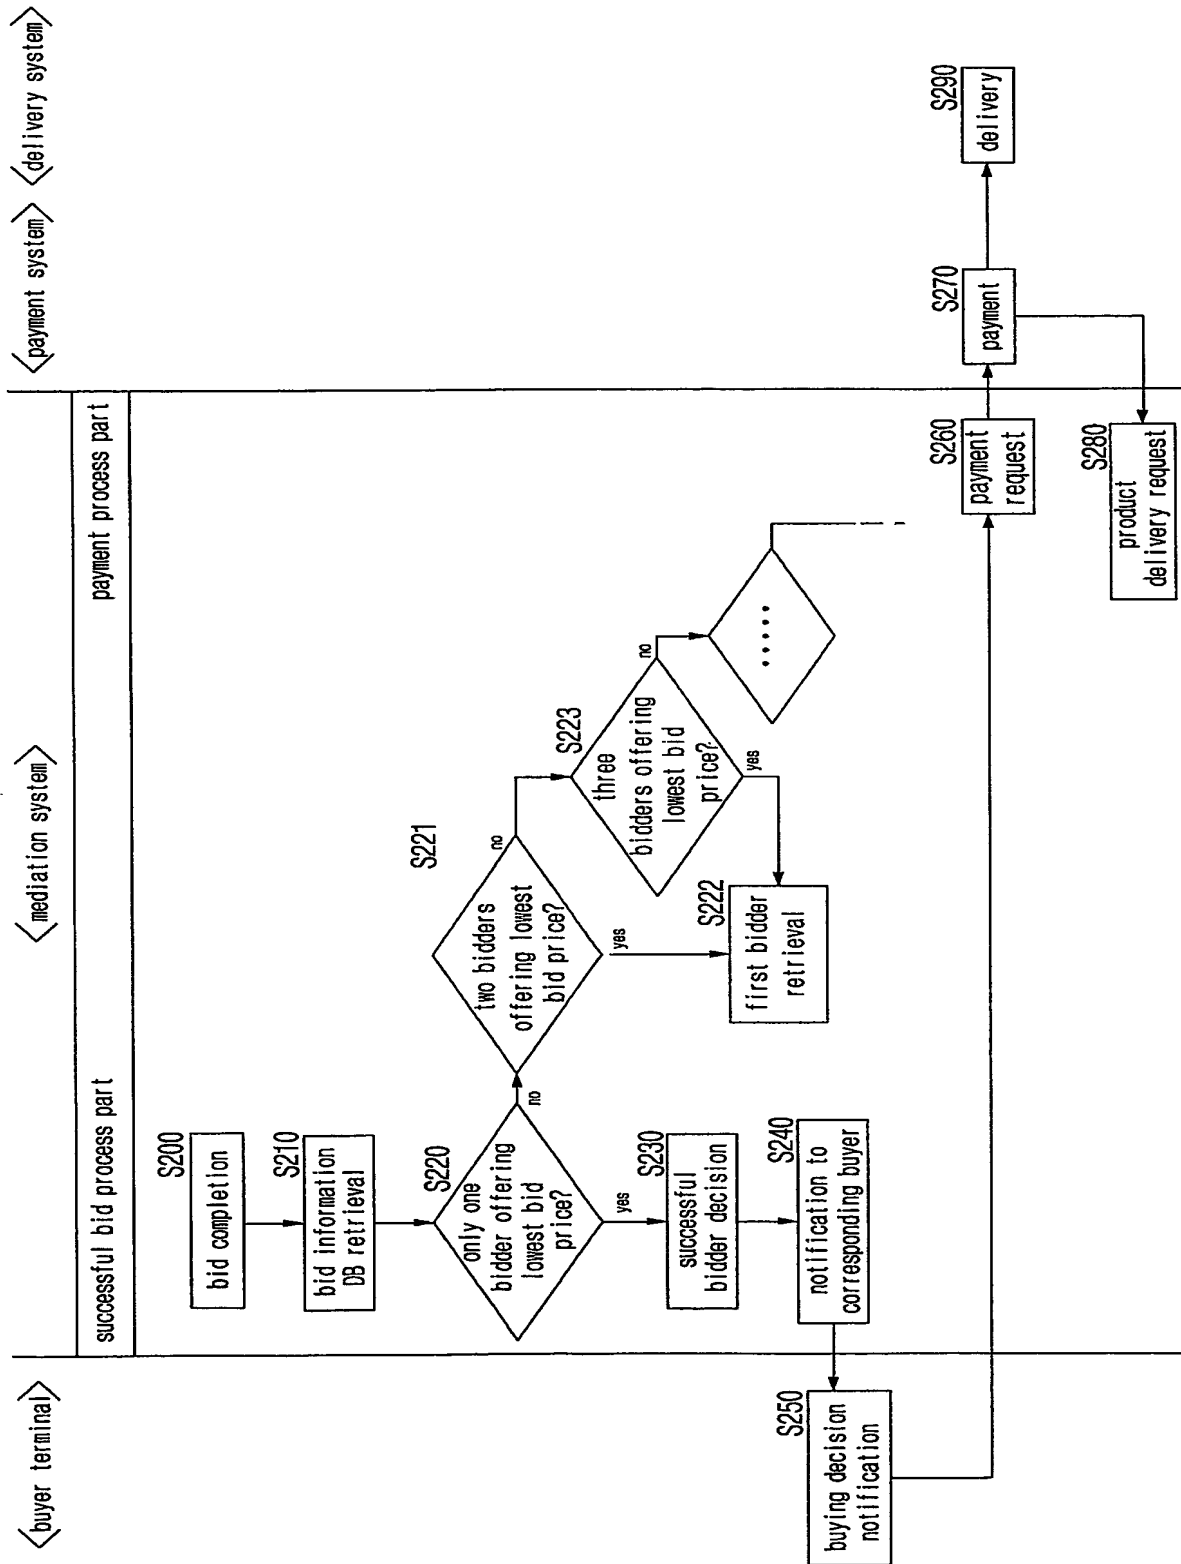 <buyer terminal>
<mediation system>
<payment system>
<delivery system>
successful bid process part
payment process part
S200
bid completion
S210
bid information
DB retrieval
S220
only one
bidder offering
lowest bid
price?
no
yes
S221
two bidders
offering lowest
bid price?
no
yes
S223
three
bidders offering
lowest bid
price?
no
yes
.....
S222
first bidder
retrieval
S230
successful
bidder decision
S240
notification to
corresponding buyer
S250
buying decision
notification
S260
payment
request
S270
payment
S280
product
delivery request
S290
delivery